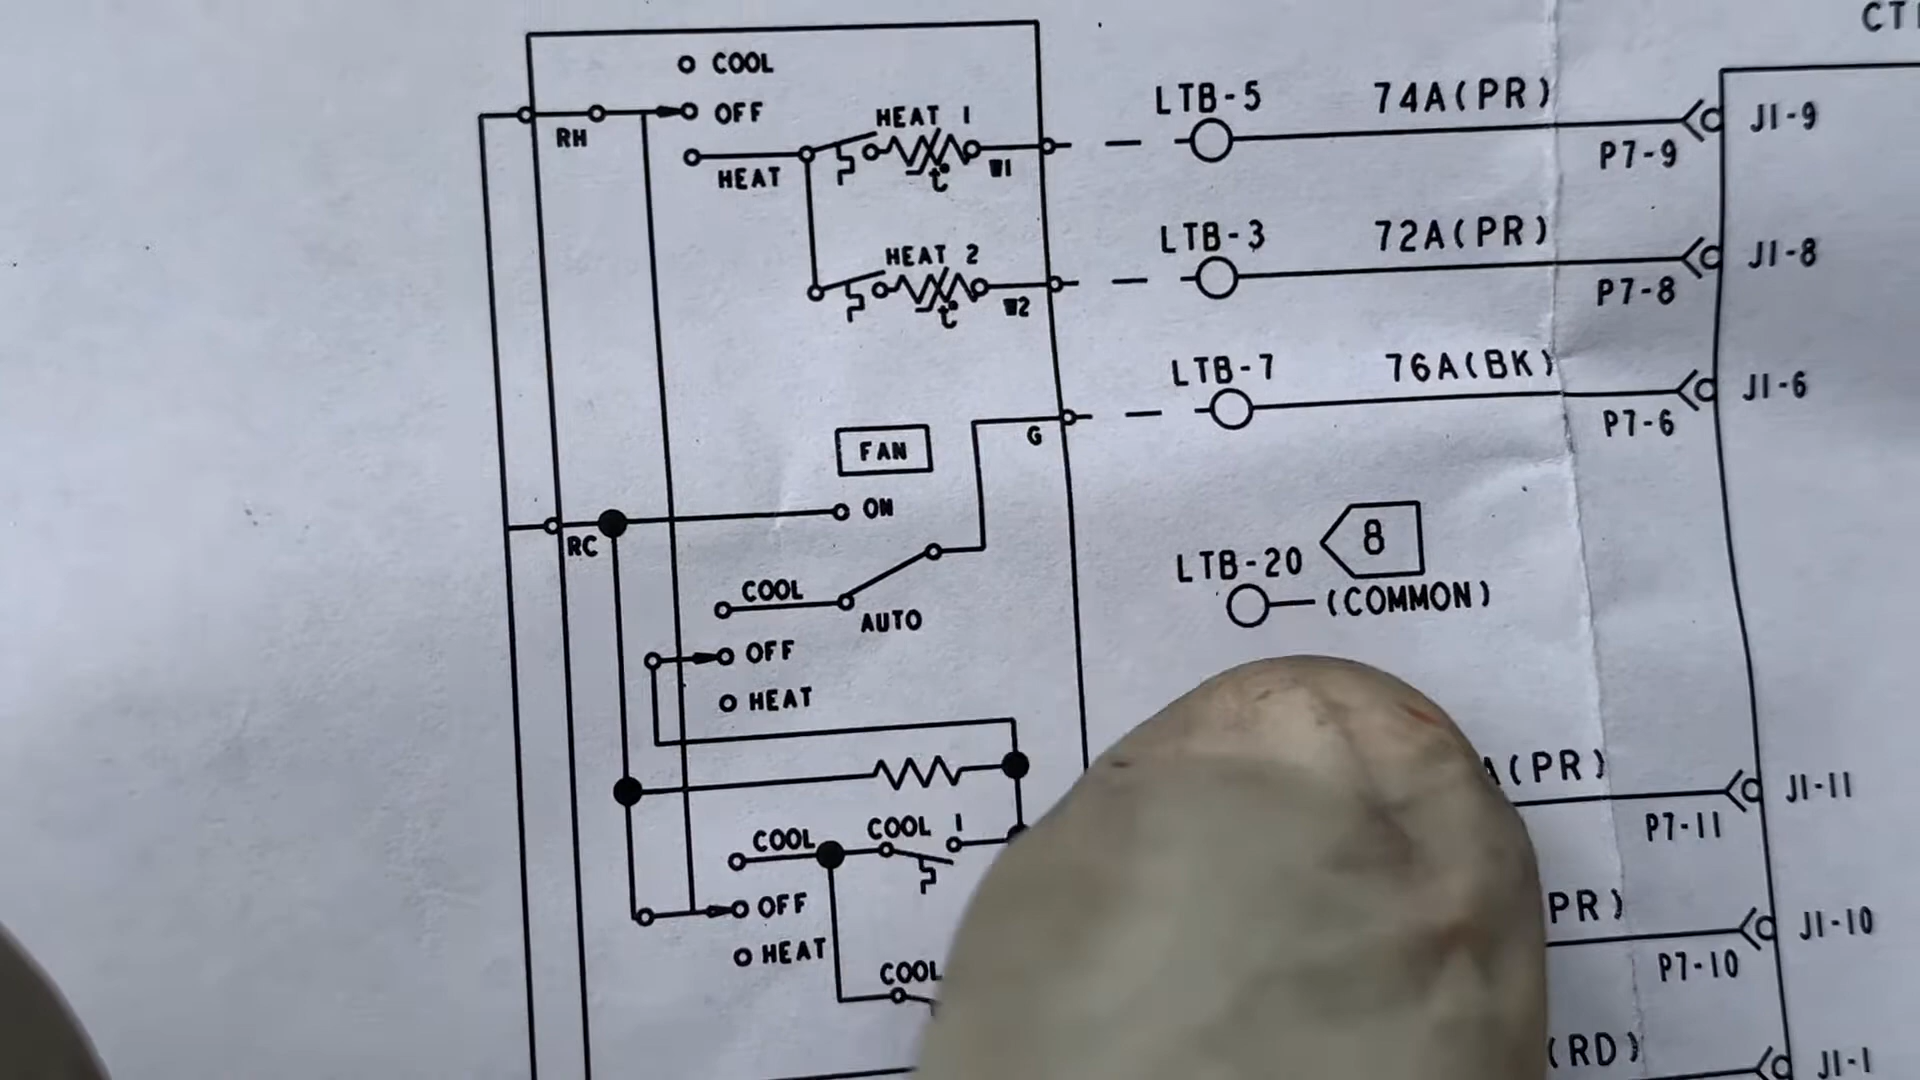 CT
COOL
OFF
RH
HEAT
HEAT 1
t°
W1
LTB-5
74A(PR)
P7-9
J1-9
HEAT 2
t°
W2
LTB-3
72A(PR)
P7-8
J1-8
G
LTB-7
76A(BK)
P7-6
J1-6
FAN
ON
RC
COOL
AUTO
OFF
HEAT
LTB-20
8
(COMMON)
(PR)
P7-11
J1-11
COOL
COOL 1
OFF
HEAT
COOL
PR)
P7-10
J1-10
(RD)
J1-1